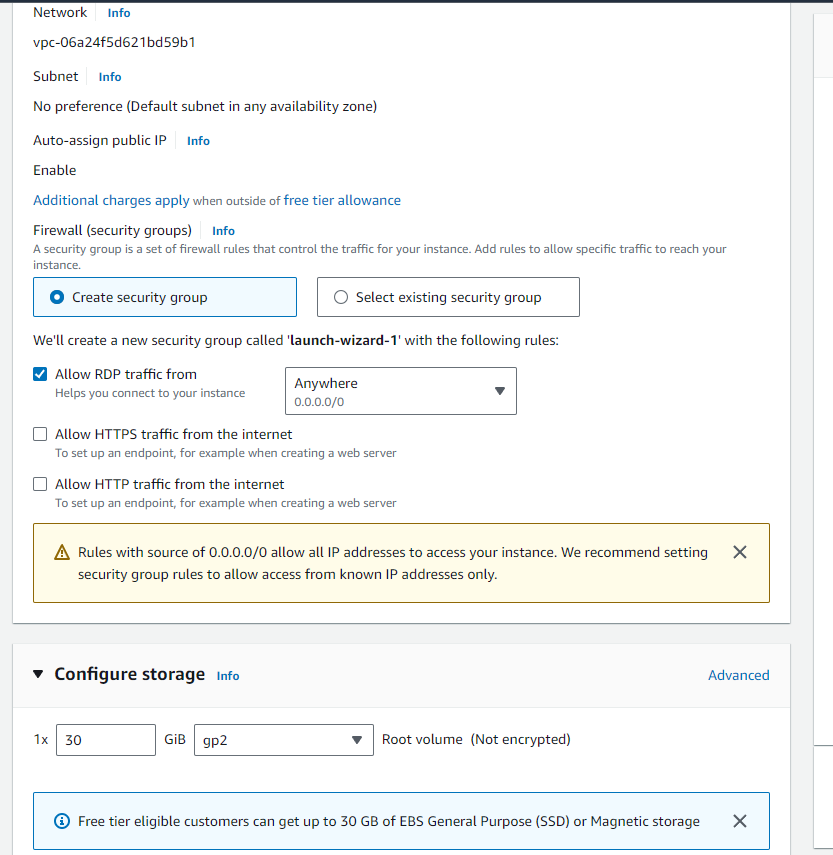 Network Info
vpc-06a24f5d621bd59b1
Subnet Info
No preference (Default subnet in any availability zone)
Auto-assign public IP Info
Enable
Additional charges apply when outside of free tier allowance
Firewall (security groups) Info
A security group is a set of firewall rules that control the traffic for your instance. Add rules to allow specific traffic to reach your
instance.
Create security group Select existing security group
We'll create a new security group called 'launch-wizard-1' with the following rules:
Allow RDP traffic from
Helps you connect to your instance
Anywhere
0.0.0.0/0
Allow HTTPS traffic from the internet
To set up an endpoint, for example when creating a web server
Allow HTTP traffic from the internet
To set up an endpoint, for example when creating a web server
Rules with source of 0.0.0.0/0 allow all IP addresses to access your instance. We recommend setting
security group rules to allow access from known IP addresses only.
Configure storage Info Advanced
1x 30 GiB gp2 Root volume (Not encrypted)
Free tier eligible customers can get up to 30 GB of EBS General Purpose (SSD) or Magnetic storage